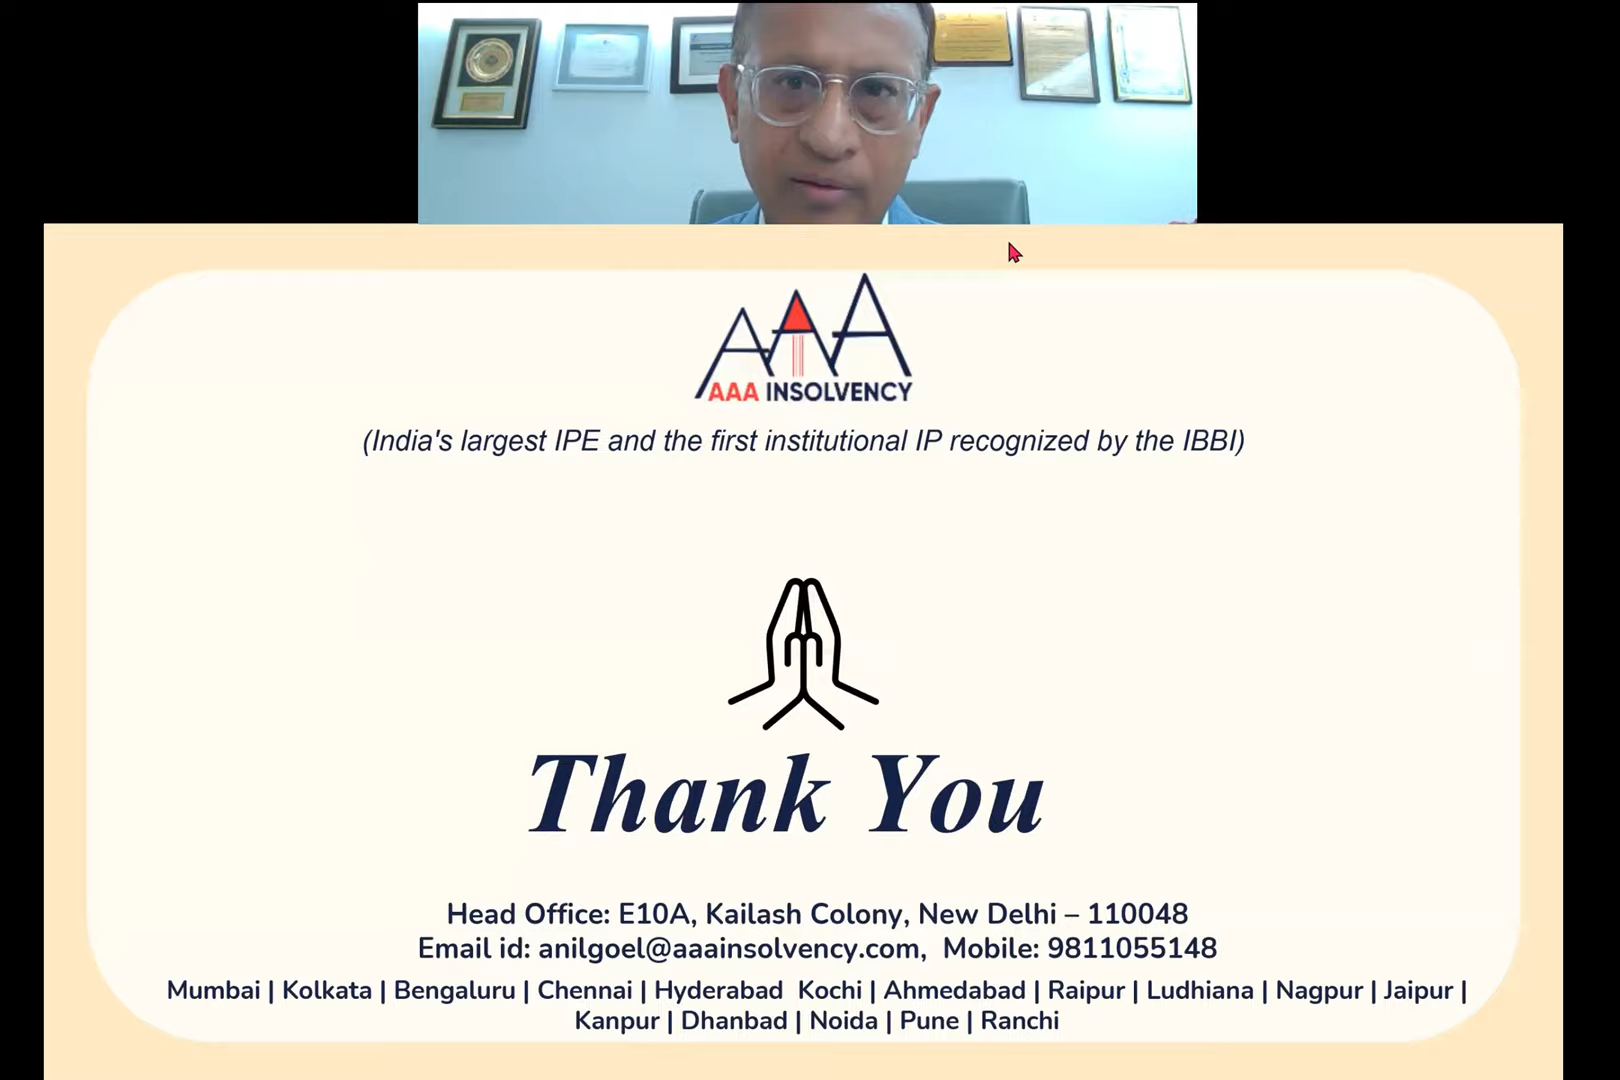 AAA INSOLVENCY
(India's largest IPE and the first institutional IP recognized by the IBBI)
Thank You
Head Office: E10A, Kailash Colony, New Delhi – 110048
Email id: anilgoel@aaainsolvency.com,  Mobile: 9811055148
Mumbai | Kolkata | Bengaluru | Chennai | Hyderabad  Kochi | Ahmedabad | Raipur | Ludhiana | Nagpur | Jaipur |
Kanpur | Dhanbad | Noida | Pune | Ranchi